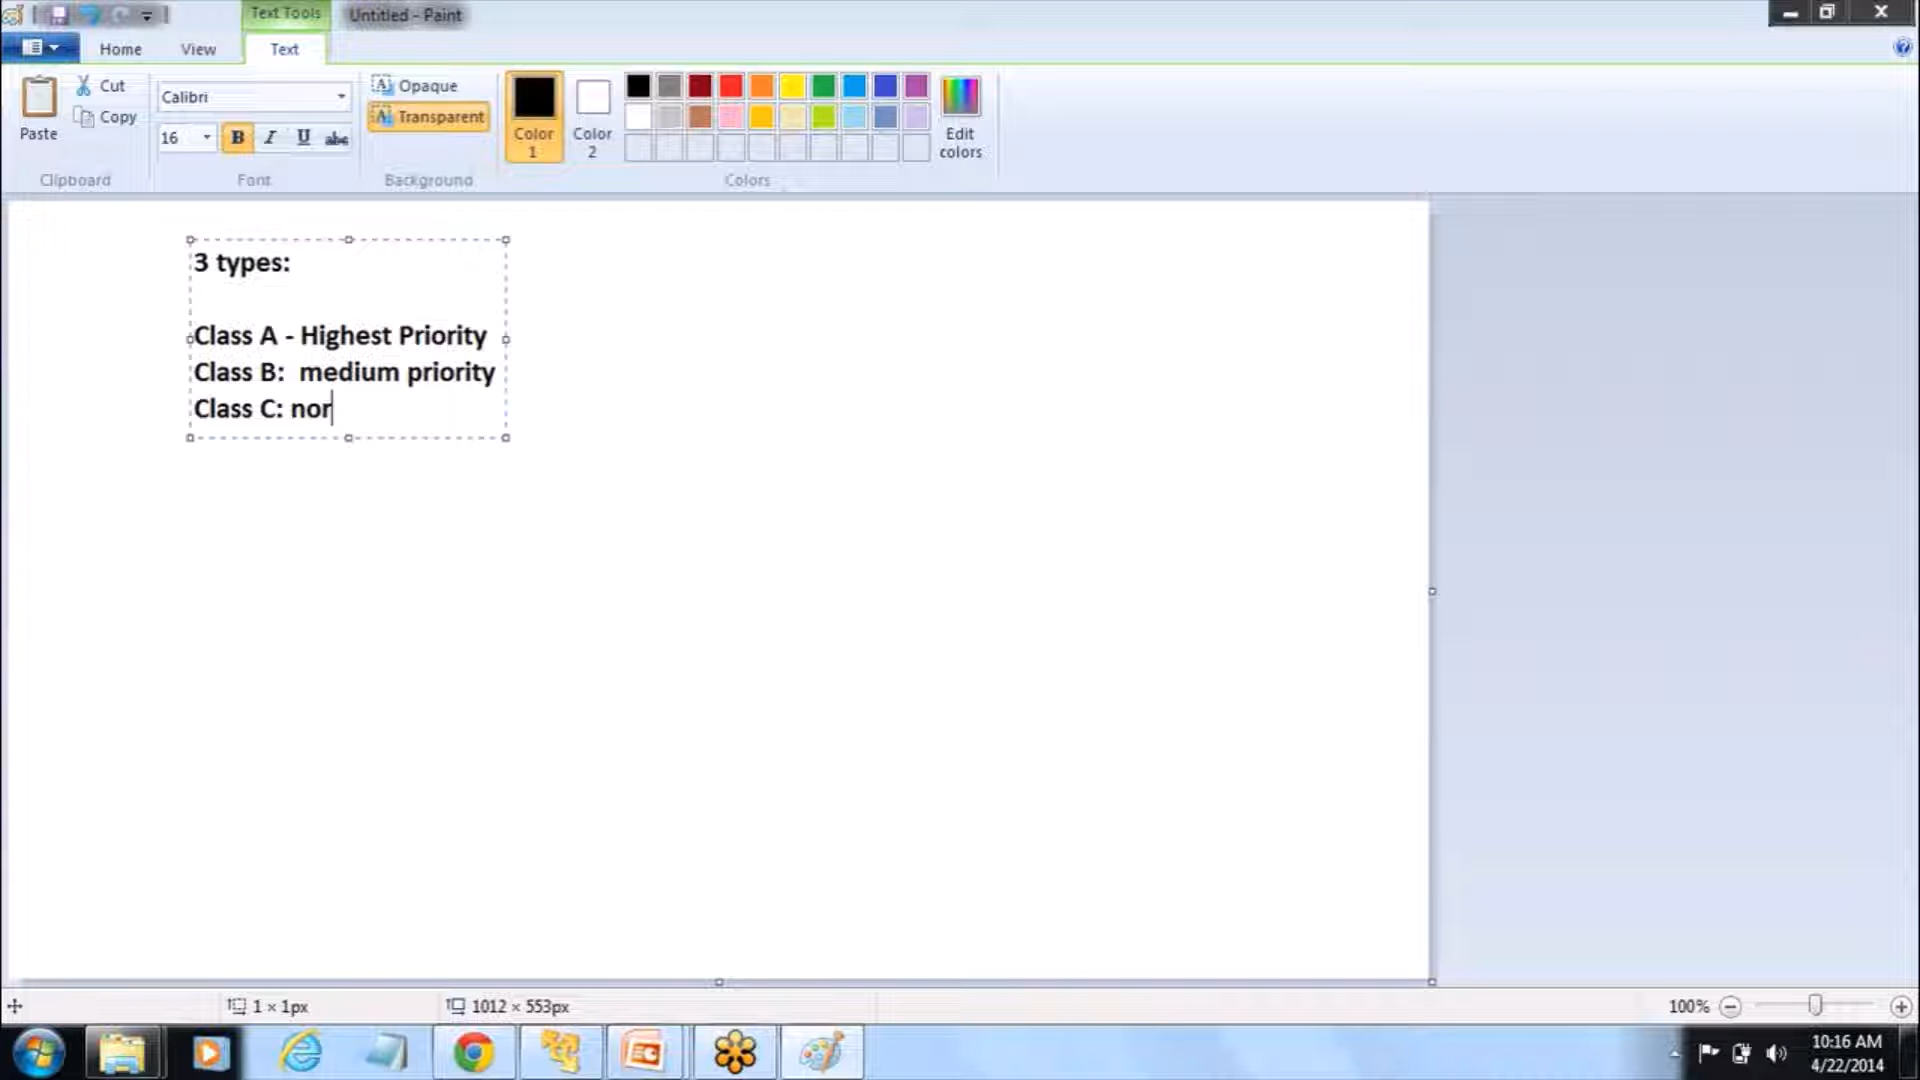 Text Tools Untitled - Paint
Home View Text
Paste
Cut
Copy
Clipboard
Calibri
16 B I U abc
Font
Opaque
Transparent
Background
Color 1
Color 2
Edit colors
Colors
3 types:
Class A - Highest Priority
Class B:  medium priority
Class C: nor
1 × 1px 1012 × 553px 100%
10:16 AM
4/22/2014